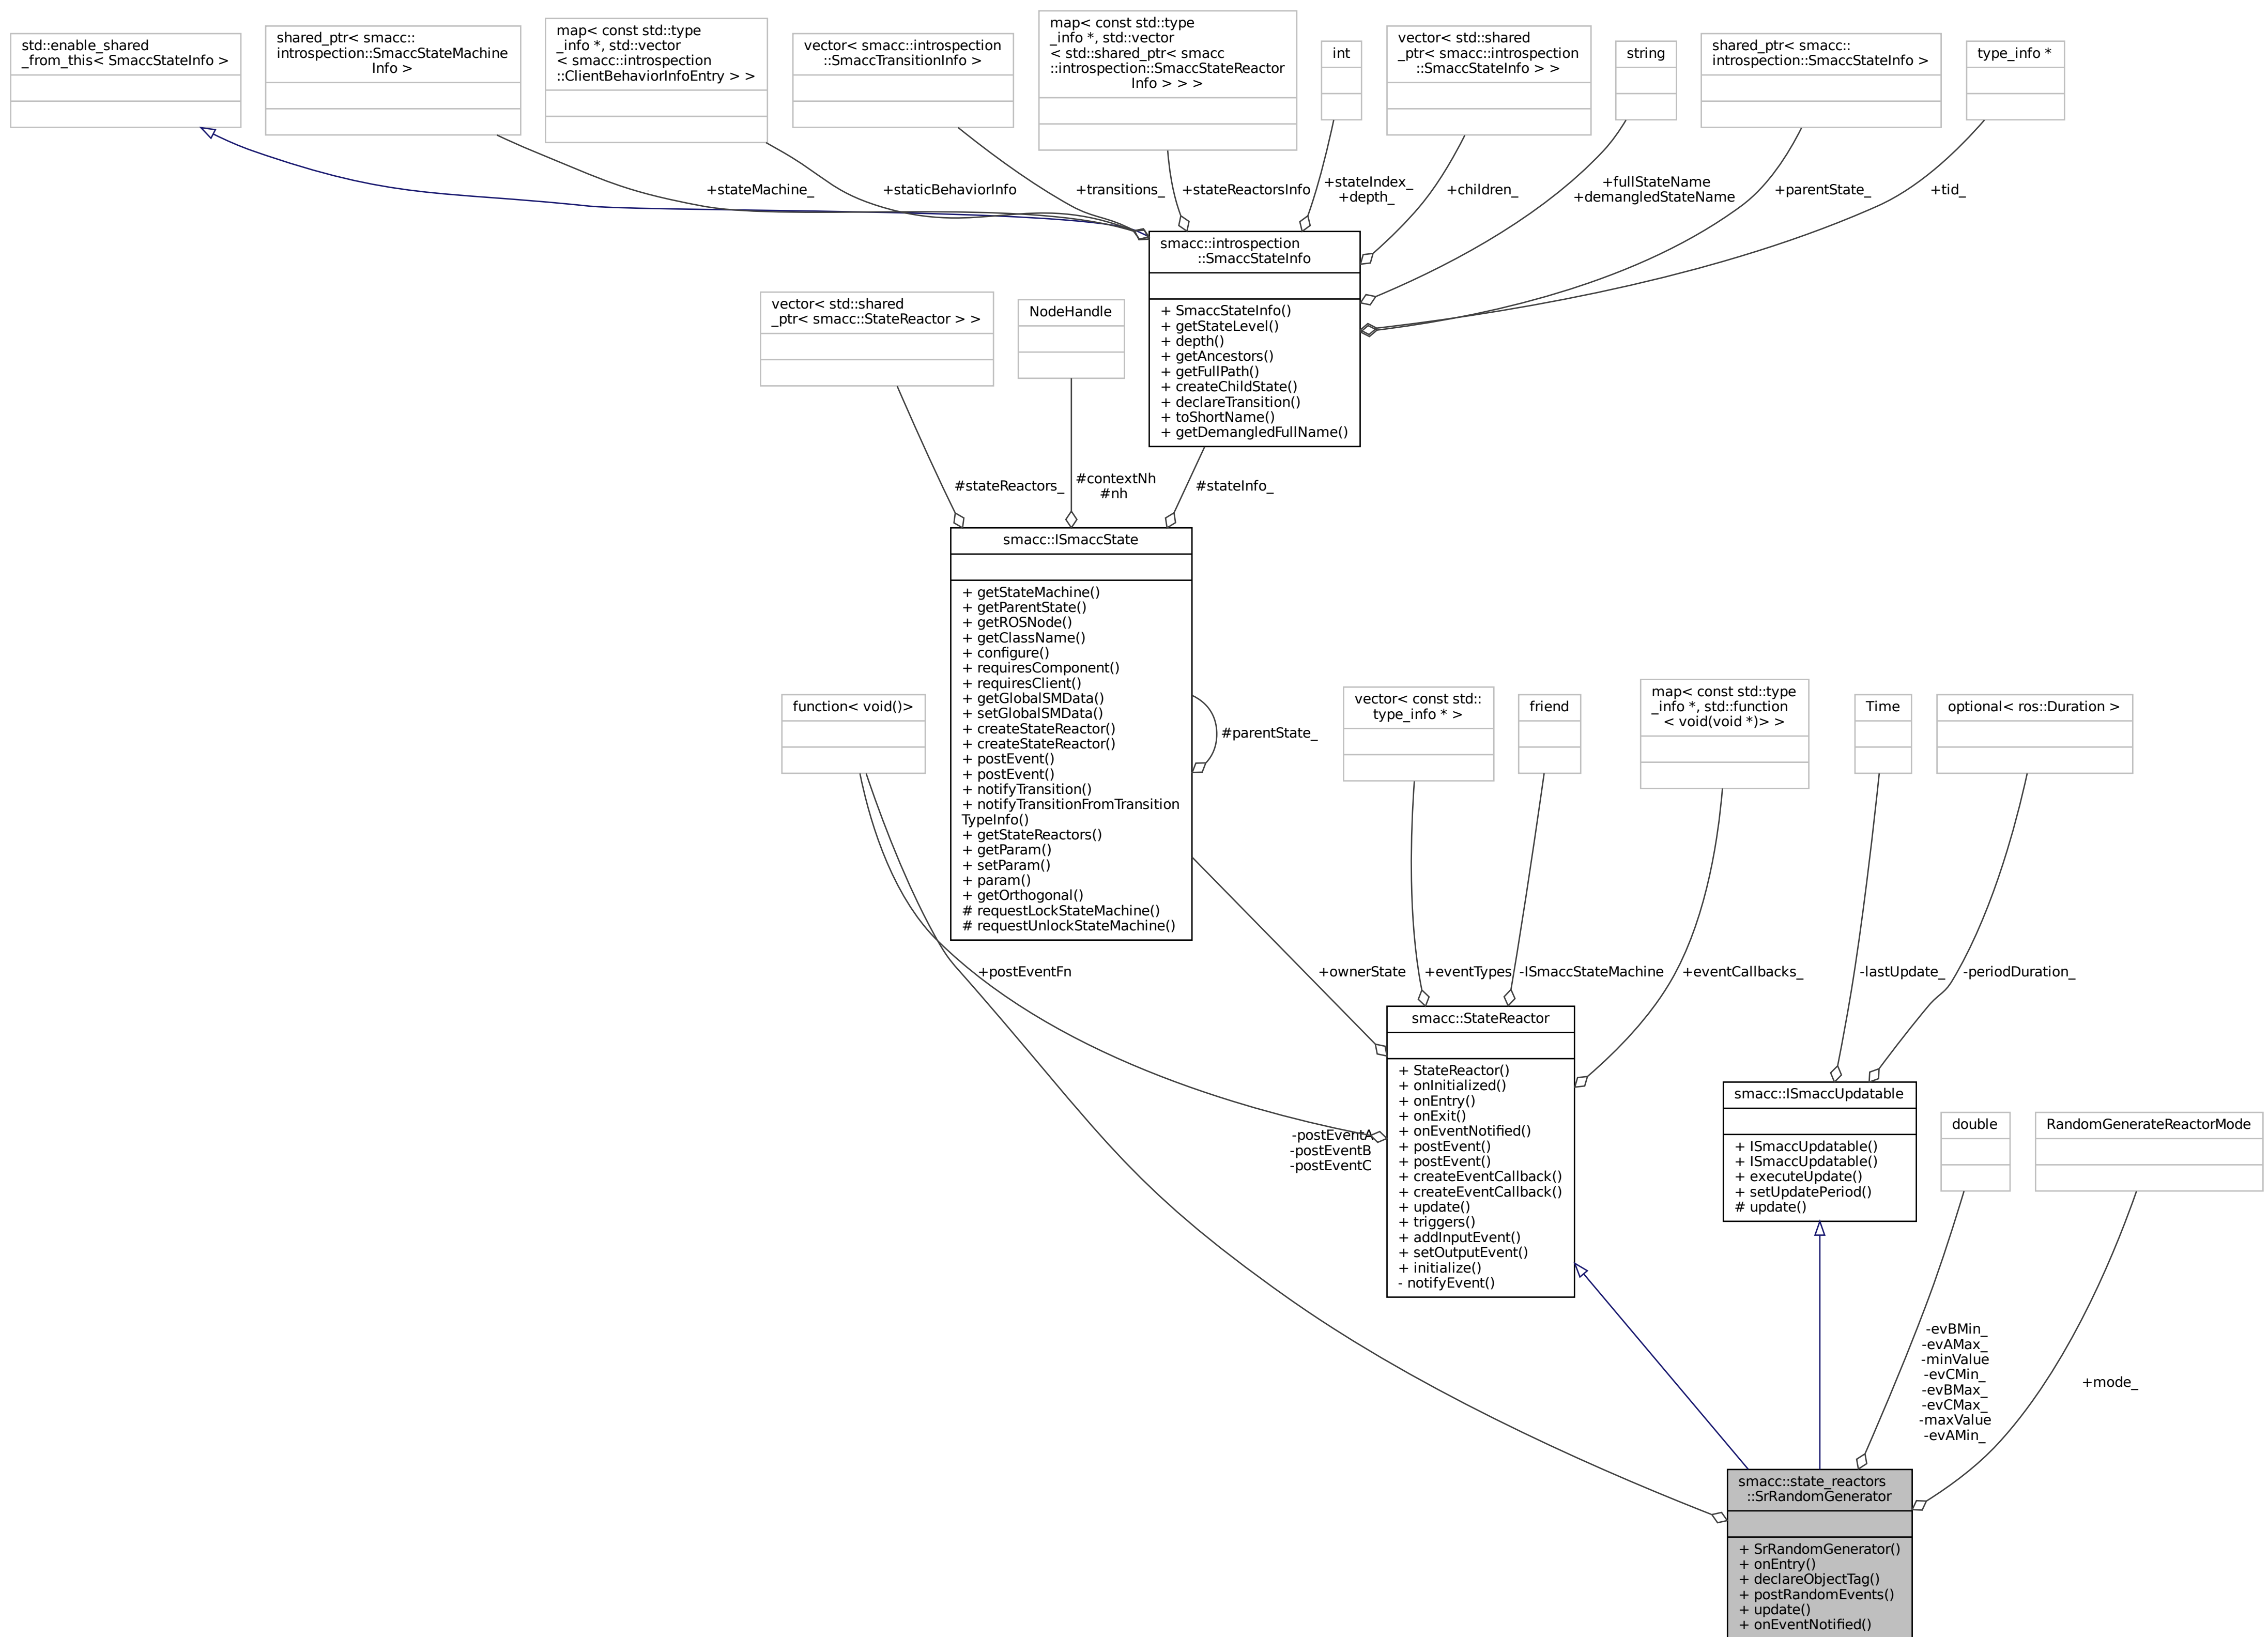 std::enable_shared
_from_this< SmaccStateInfo >
shared_ptr< smacc::
introspection::SmaccStateMachine
Info >
map< const std::type
_info *, std::vector
< smacc::introspection
::ClientBehaviorInfoEntry > >
vector< smacc::introspection
::SmaccTransitionInfo >
map< const std::type
_info *, std::vector
< std::shared_ptr< smacc
::introspection::SmaccStateReactor
Info > > >
int
vector< std::shared
_ptr< smacc::introspection
::SmaccStateInfo > >
string
shared_ptr< smacc::
introspection::SmaccStateInfo >
type_info *
+stateMachine_
+staticBehaviorInfo
+transitions_
+stateReactorsInfo
+stateIndex_
+depth_
+children_
+fullStateName
+demangledStateName
+parentState_
+tid_
smacc::introspection
::SmaccStateInfo
+ SmaccStateInfo()
+ getStateLevel()
+ depth()
+ getAncestors()
+ getFullPath()
+ createChildState()
+ declareTransition()
+ toShortName()
+ getDemangledFullName()
vector< std::shared
_ptr< smacc::StateReactor > >
NodeHandle
#stateReactors_
#contextNh
#nh
#stateInfo_
smacc::ISmaccState
+ getStateMachine()
+ getParentState()
+ getROSNode()
+ getClassName()
+ configure()
+ requiresComponent()
+ requiresClient()
+ getGlobalSMData()
+ setGlobalSMData()
+ createStateReactor()
+ createStateReactor()
+ postEvent()
+ postEvent()
+ notifyTransition()
+ notifyTransitionFromTransition
TypeInfo()
+ getStateReactors()
+ getParam()
+ setParam()
+ param()
+ getOrthogonal()
# requestLockStateMachine()
# requestUnlockStateMachine()
#parentState_
function< void()>
vector< const std::
type_info * >
friend
map< const std::type
_info *, std::function
< void(void *)> >
Time
optional< ros::Duration >
+postEventFn
+ownerState
+eventTypes
-ISmaccStateMachine
+eventCallbacks_
-lastUpdate_
-periodDuration_
smacc::StateReactor
+ StateReactor()
+ onInitialized()
+ onEntry()
+ onExit()
+ onEventNotified()
+ postEvent()
+ postEvent()
+ createEventCallback()
+ createEventCallback()
+ update()
+ triggers()
+ addInputEvent()
+ setOutputEvent()
+ initialize()
- notifyEvent()
smacc::ISmaccUpdatable
+ ISmaccUpdatable()
+ ISmaccUpdatable()
+ executeUpdate()
+ setUpdatePeriod()
# update()
double
RandomGenerateReactorMode
-postEventA
-postEventB
-postEventC
-evBMin_
-evAMax_
-minValue
-evCMin_
-evBMax_
-evCMax_
-maxValue
-evAMin_
+mode_
smacc::state_reactors
::SrRandomGenerator
+ SrRandomGenerator()
+ onEntry()
+ declareObjectTag()
+ postRandomEvents()
+ update()
+ onEventNotified()